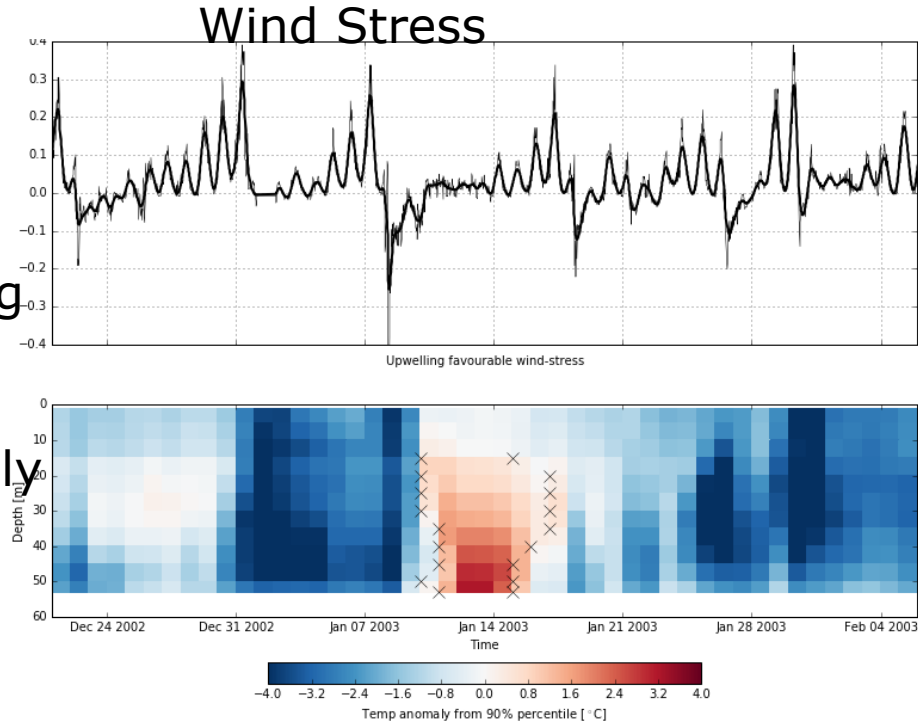 Wind Stress
0.4
0.3
0.2
0.1
0.0
−0.1
−0.2
g
−0.3
−0.4
Upwelling favourable wind-stress
0
10
ly
20
Depth [m]
30
40
50
60
Dec 24 2002 Dec 31 2002 Jan 07 2003 Jan 14 2003 Jan 21 2003 Jan 28 2003 Feb 04 2003
Time
−4.0 −3.2 −2.4 −1.6 −0.8 0.0 0.8 1.6 2.4 3.2 4.0
Temp anomaly from 90% percentile [°C]